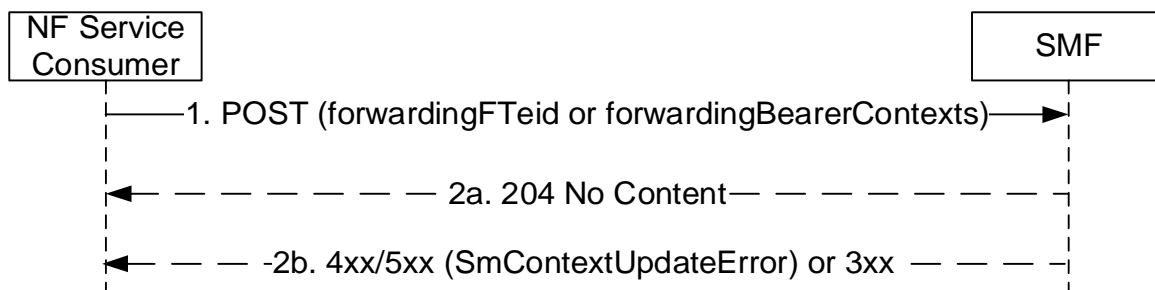 NF Service
Consumer
SMF
1. POST (forwardingFTeid or forwardingBearerContexts)
2a. 204 No Content
2b. 4xx/5xx (SmContextUpdateError) or 3xx